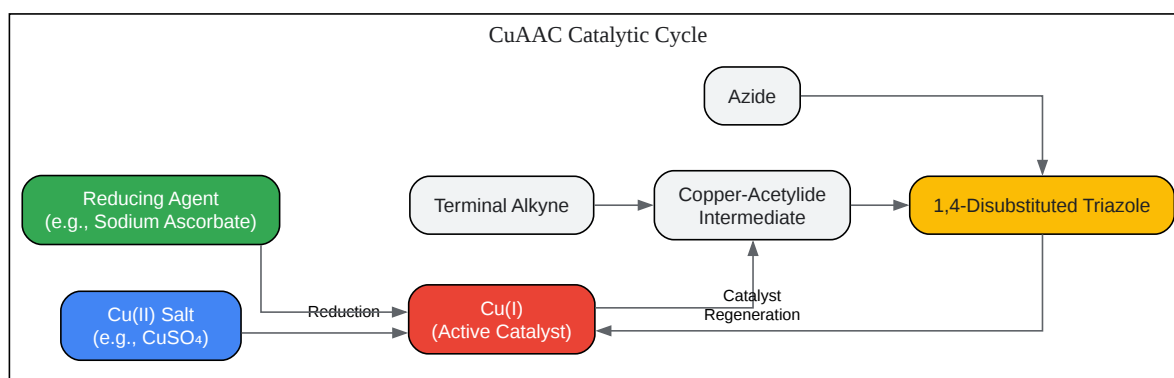 CuAAC Catalytic Cycle
Azide
Reducing Agent
(e.g., Sodium Ascorbate)
Terminal Alkyne
Copper-Acetylide
Intermediate
1,4-Disubstituted Triazole
Cu(II) Salt
(e.g., CuSO₄)
Reduction
Cu(I)
(Active Catalyst)
Catalyst
Regeneration